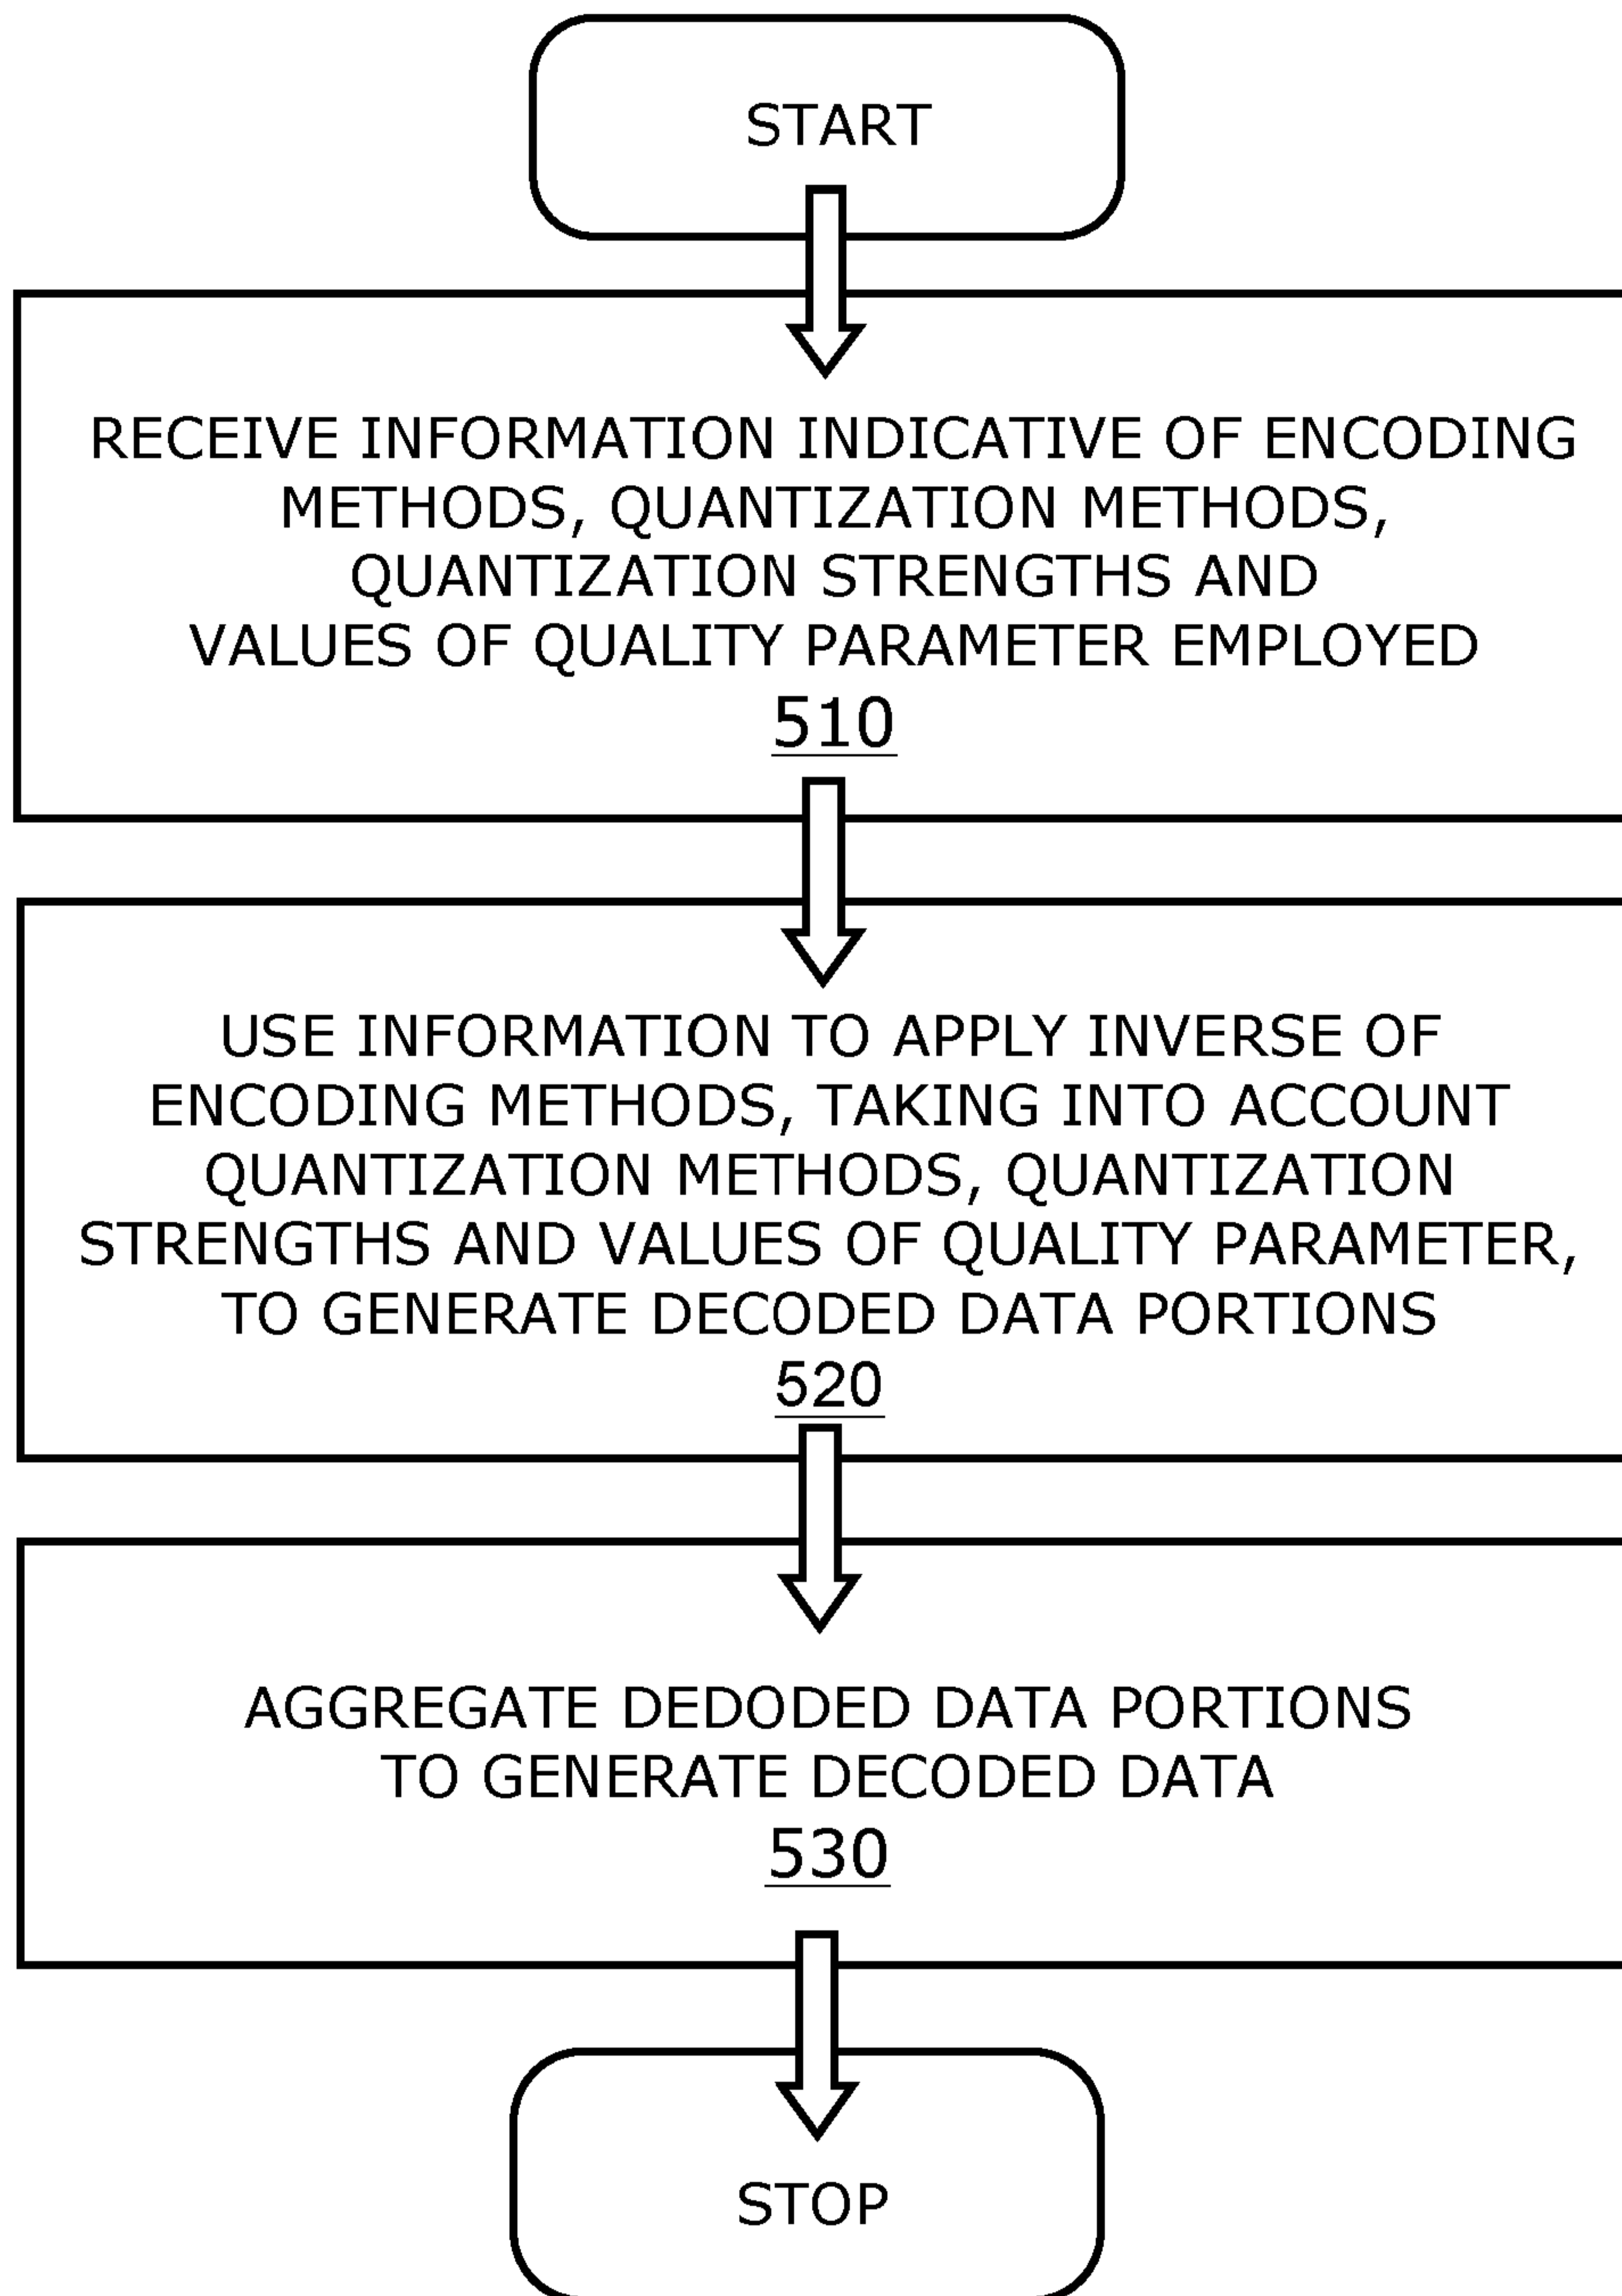 START
RECEIVE INFORMATION INDICATIVE OF ENCODING
METHODS, QUANTIZATION METHODS,
QUANTIZATION STRENGTHS AND
VALUES OF QUALITY PARAMETER EMPLOYED
510
USE INFORMATION TO APPLY INVERSE OF
ENCODING METHODS, TAKING INTO ACCOUNT
QUANTIZATION METHODS, QUANTIZATION
STRENGTHS AND VALUES OF QUALITY PARAMETER,
TO GENERATE DECODED DATA PORTIONS
520
AGGREGATE DEDODED DATA PORTIONS
TO GENERATE DECODED DATA
530
STOP